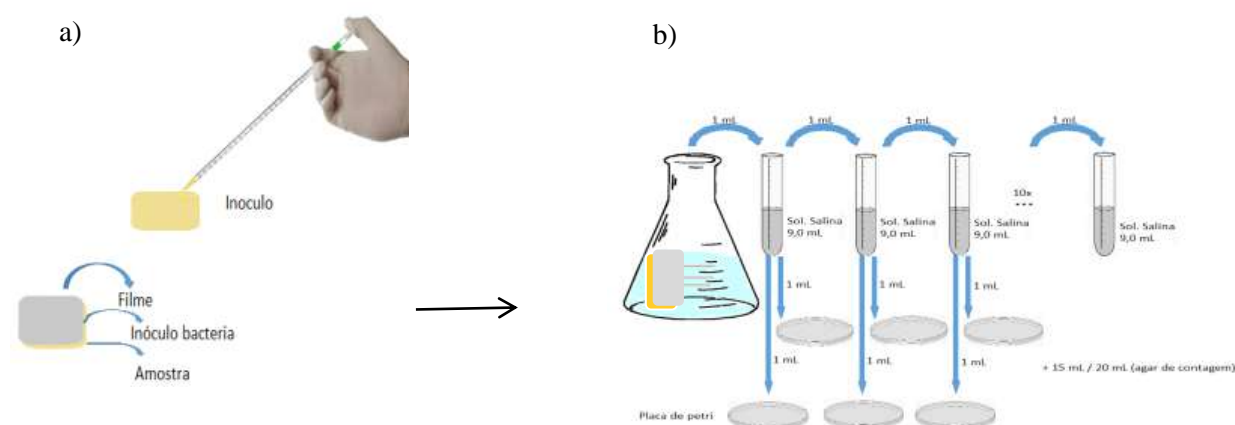 a)
Inoculo
Filme
Inóculo bacteria
Amostra
b)
1 mL
1 mL
1 mL
1 mL
10x
Sol. Salina
9,0 mL
Sol. Salina
9,0 mL
Sol. Salina
9,0 mL
Sol. Salina
9,0 mL
1 mL
1 mL
1 mL
1 mL
1 mL
1 mL
+ 15 mL / 20 mL (agar de contagem)
Placa de petri